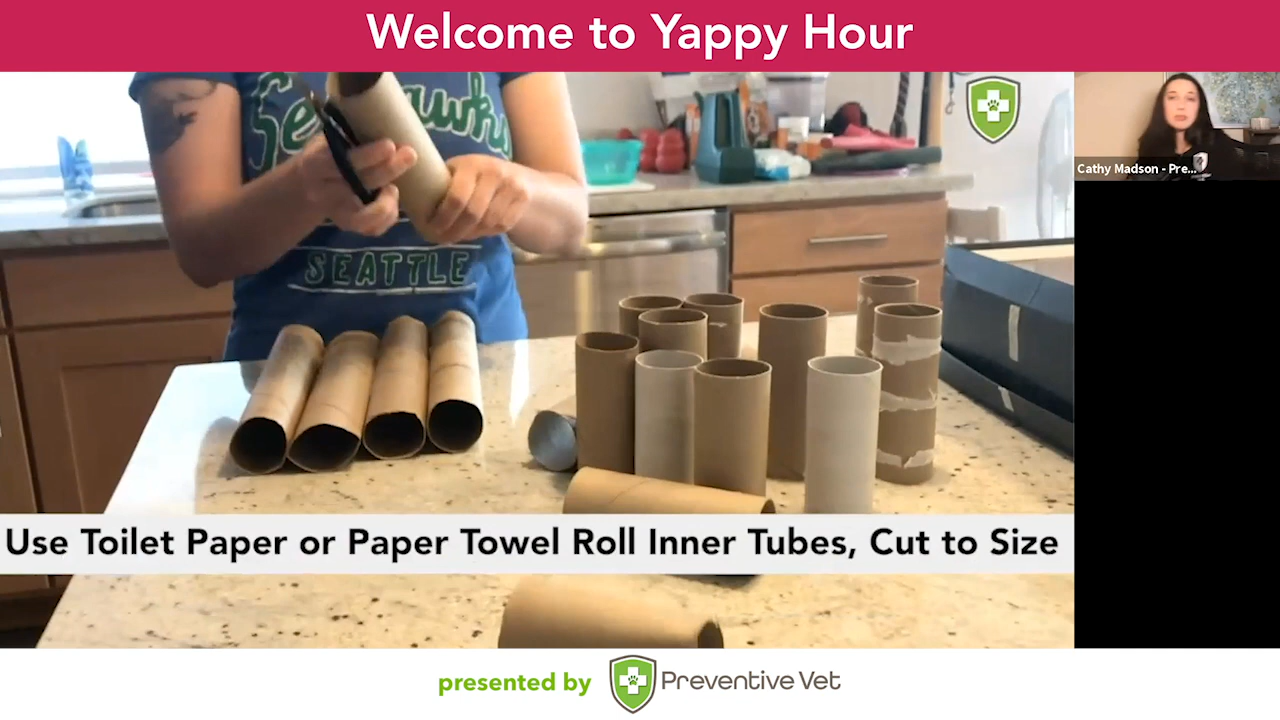 Welcome to Yappy Hour
Seahawks
SEATTLE
Cathy Madson - Pre...
Use Toilet Paper or Paper Towel Roll Inner Tubes, Cut to Size
presented by Preventive Vet